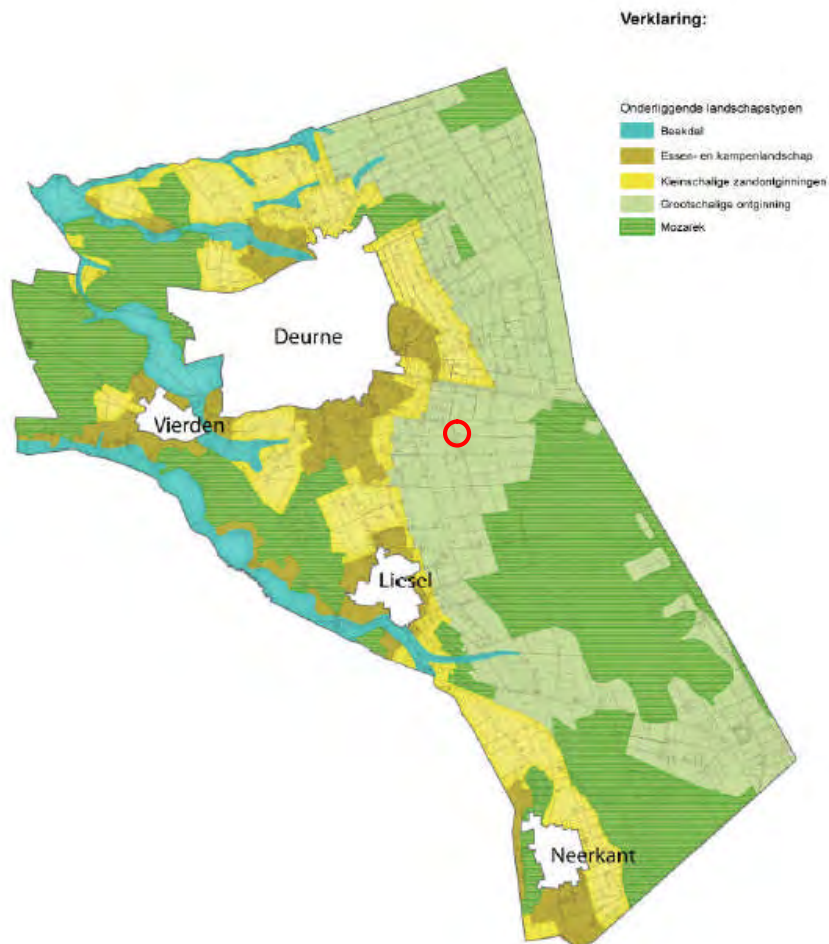 Verklaring:
Onderliggende landschapstypen
Beekdal
Essen- en kampenlandschap
Kleinschalige zandontginningen
Grootschalige ontginning
Mozaïek
Deurne
Vierden
Liesel
Neerkant